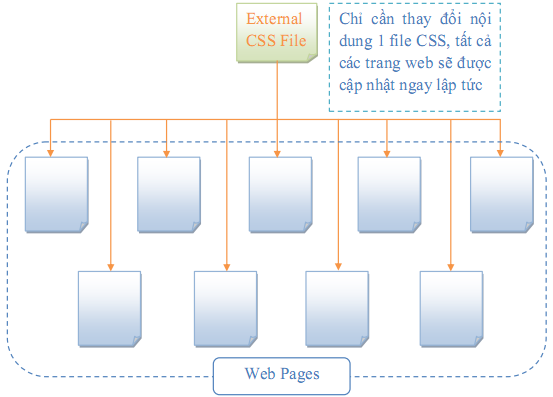 External
CSS File
Chỉ cần thay đổi nội
dung 1 file CSS, tất cả
các trang web sẽ được
cập nhật ngay lập tức
Web Pages